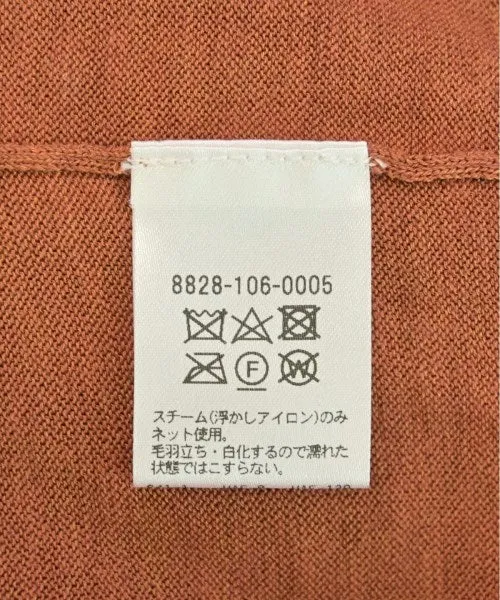 8828-106-0005
F W
スチーム(浮かしアイロン)のみ
ネット使用。
毛羽立ち・白化するので濡れた
状態ではこすらない。